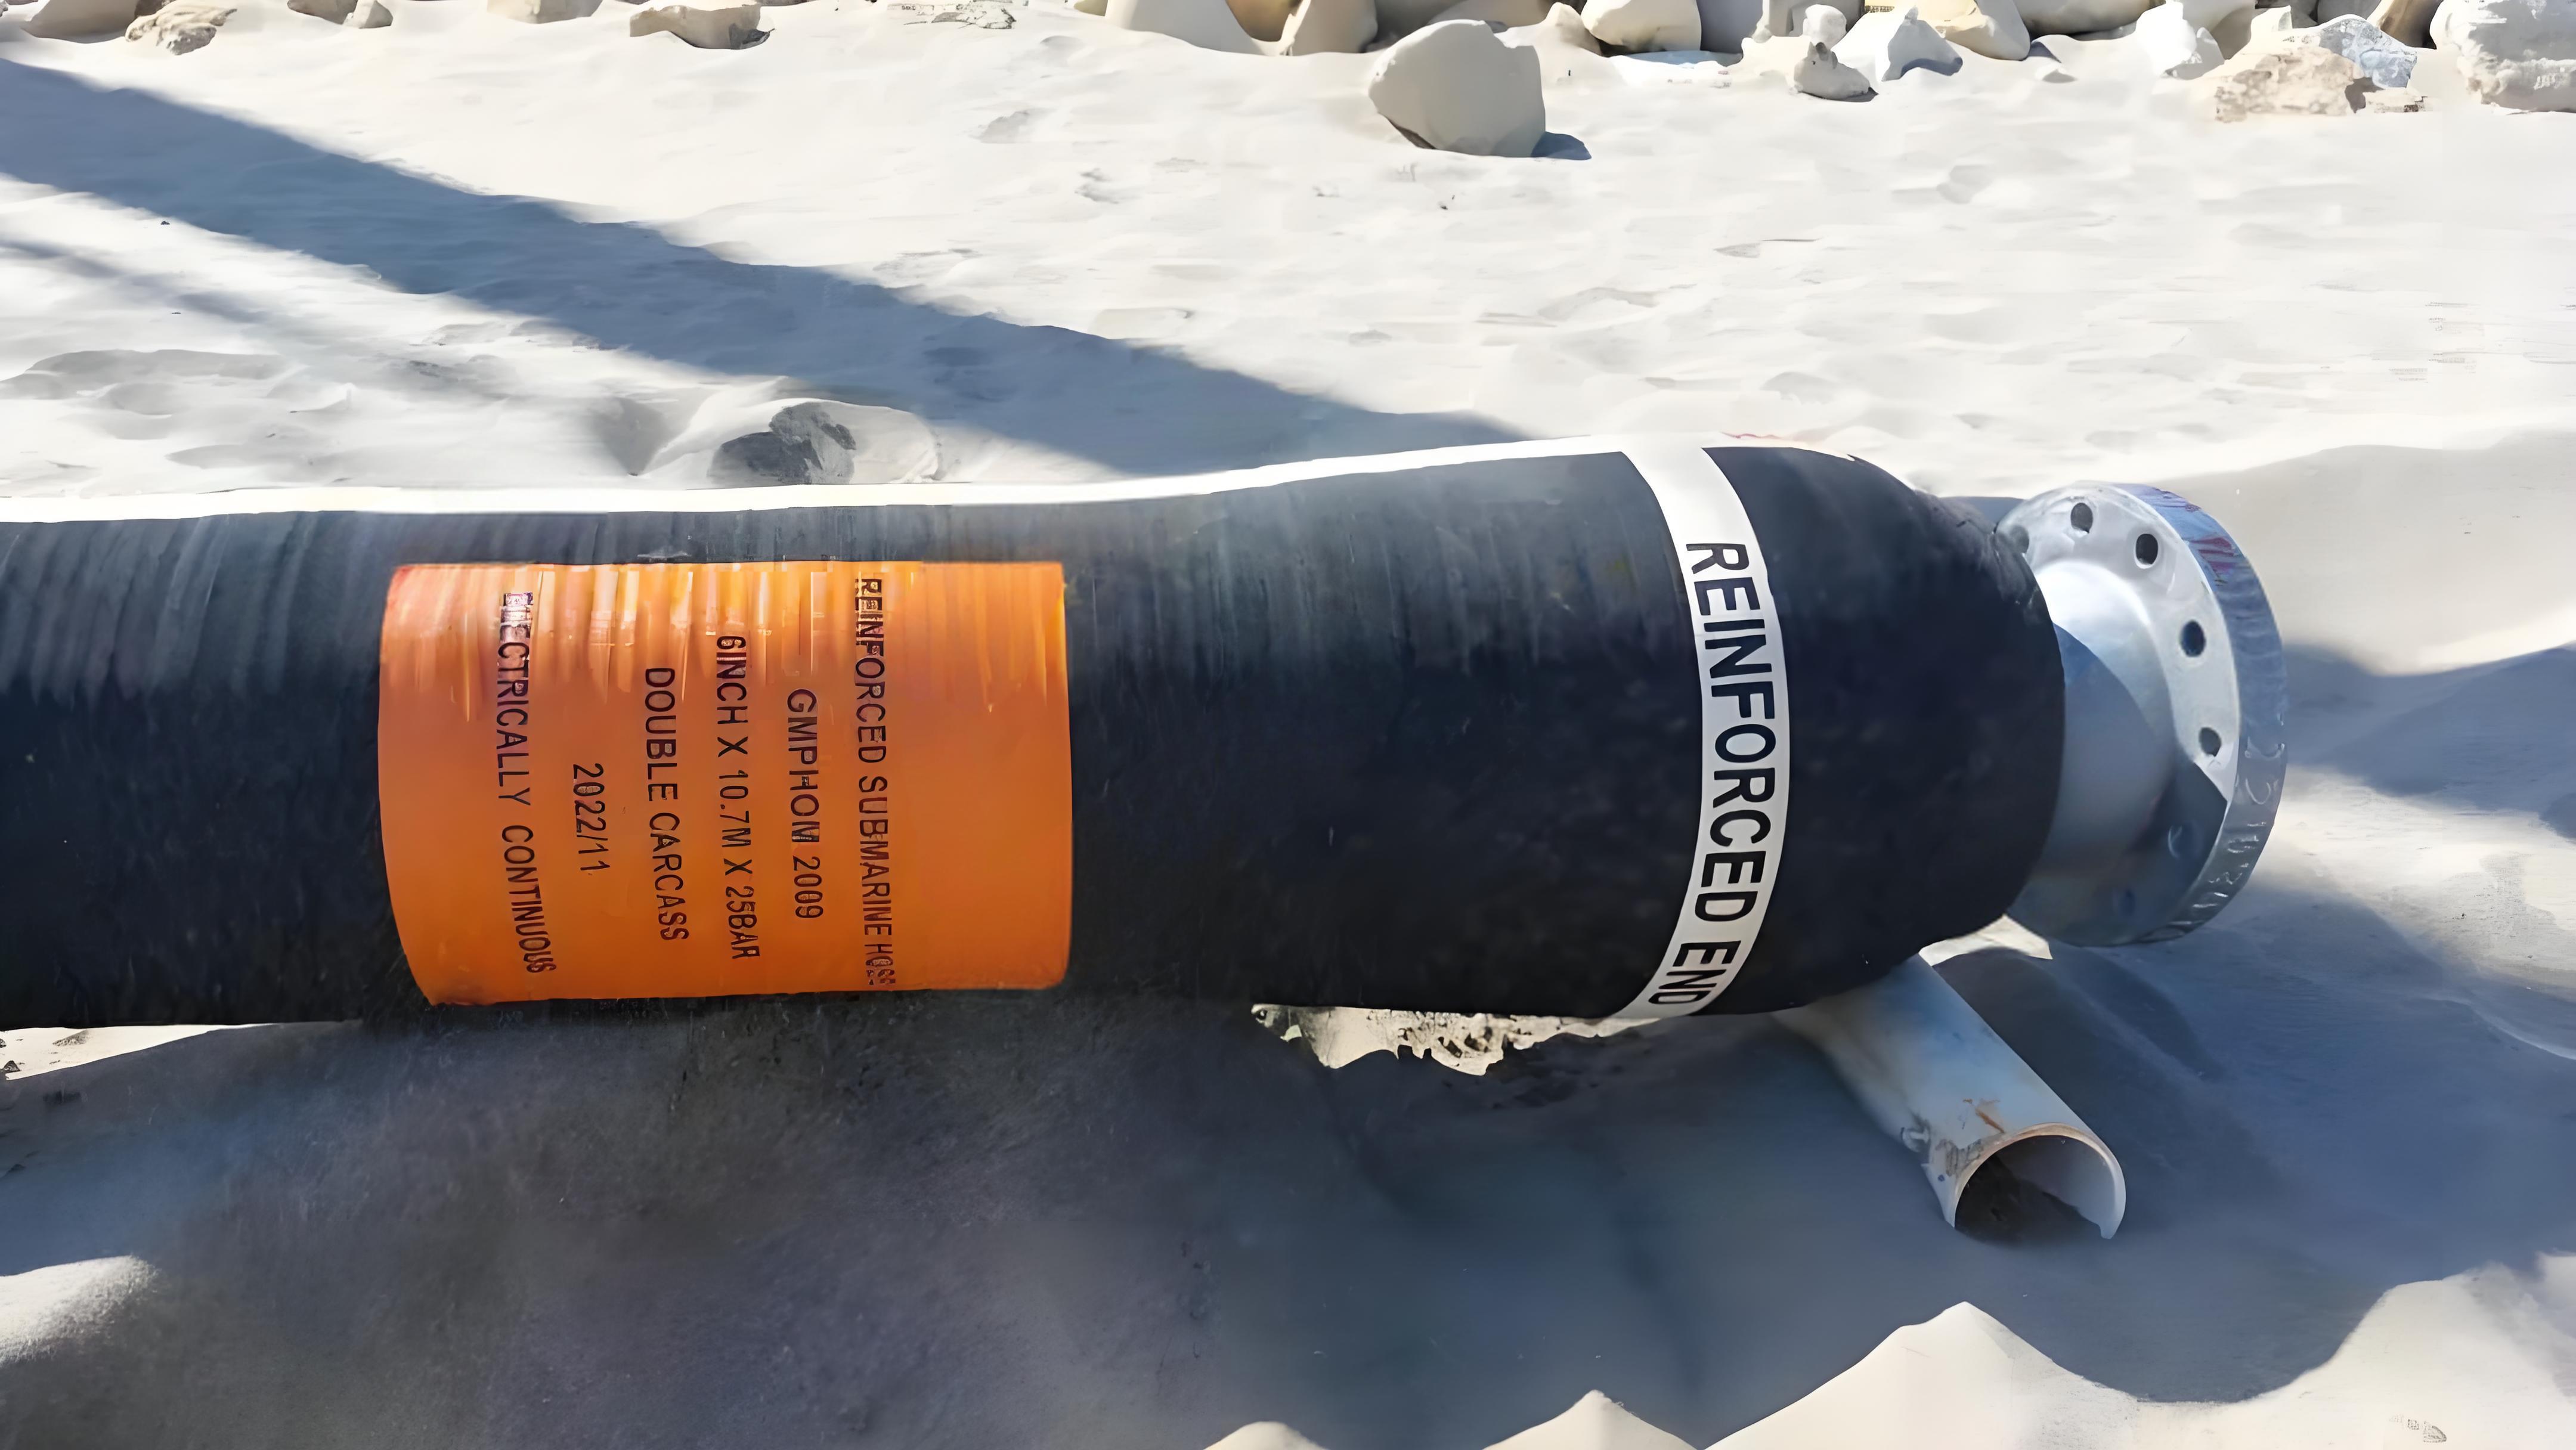 REINFORCED SUBMARINE HOSE
GMPHOM 2009
6INCH X 10.7M X 25BAR
DOUBLE CARCASS
2022/11
ELECTRICALLY CONTINUOUS
REINFORCED END